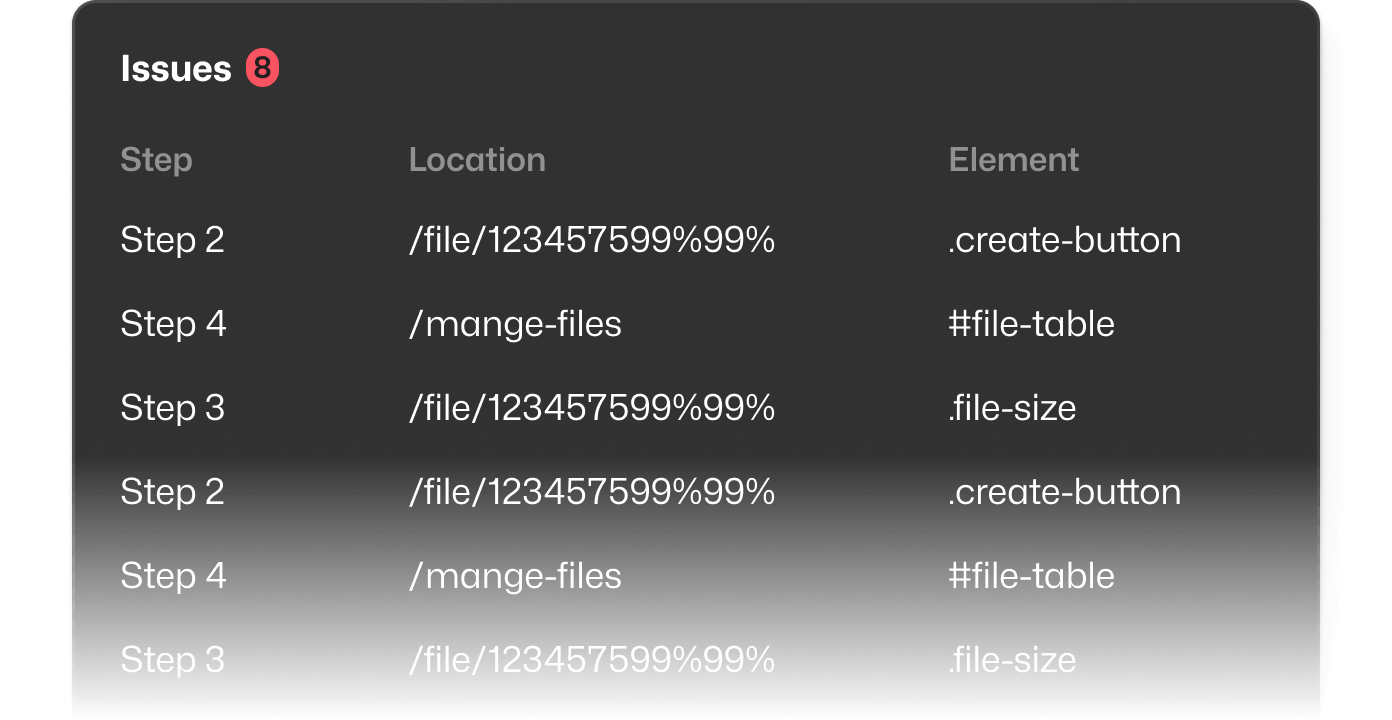 Issues 8
Step Location Element
Step 2 /file/123457599%99% .create-button
Step 4 /mange-files #file-table
Step 3 /file/123457599%99% .file-size
Step 2 /file/123457599%99% .create-button
Step 4 /mange-files #file-table
Step 3 /file/123457599%99% .file-size